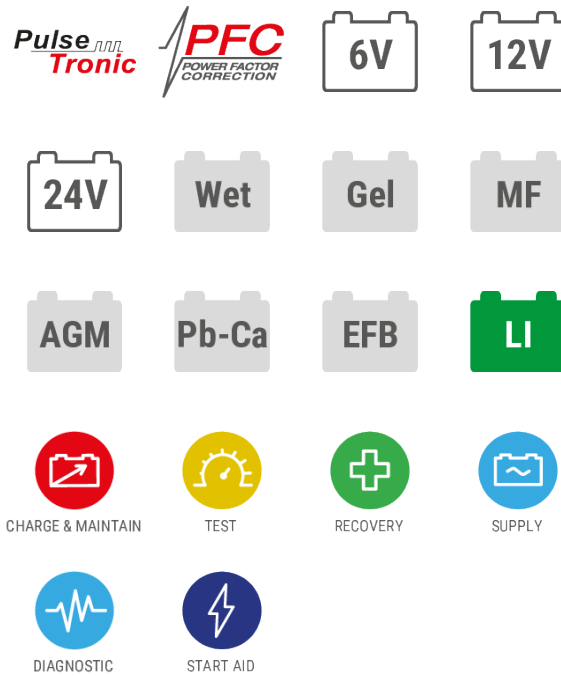 Pulse
Tronic
PFC
POWER FACTOR
CORRECTION
6V
12V
24V
Wet
Gel
MF
AGM
Pb-Ca
EFB
LI
CHARGE & MAINTAIN
TEST
RECOVERY
SUPPLY
DIAGNOSTIC
START AID